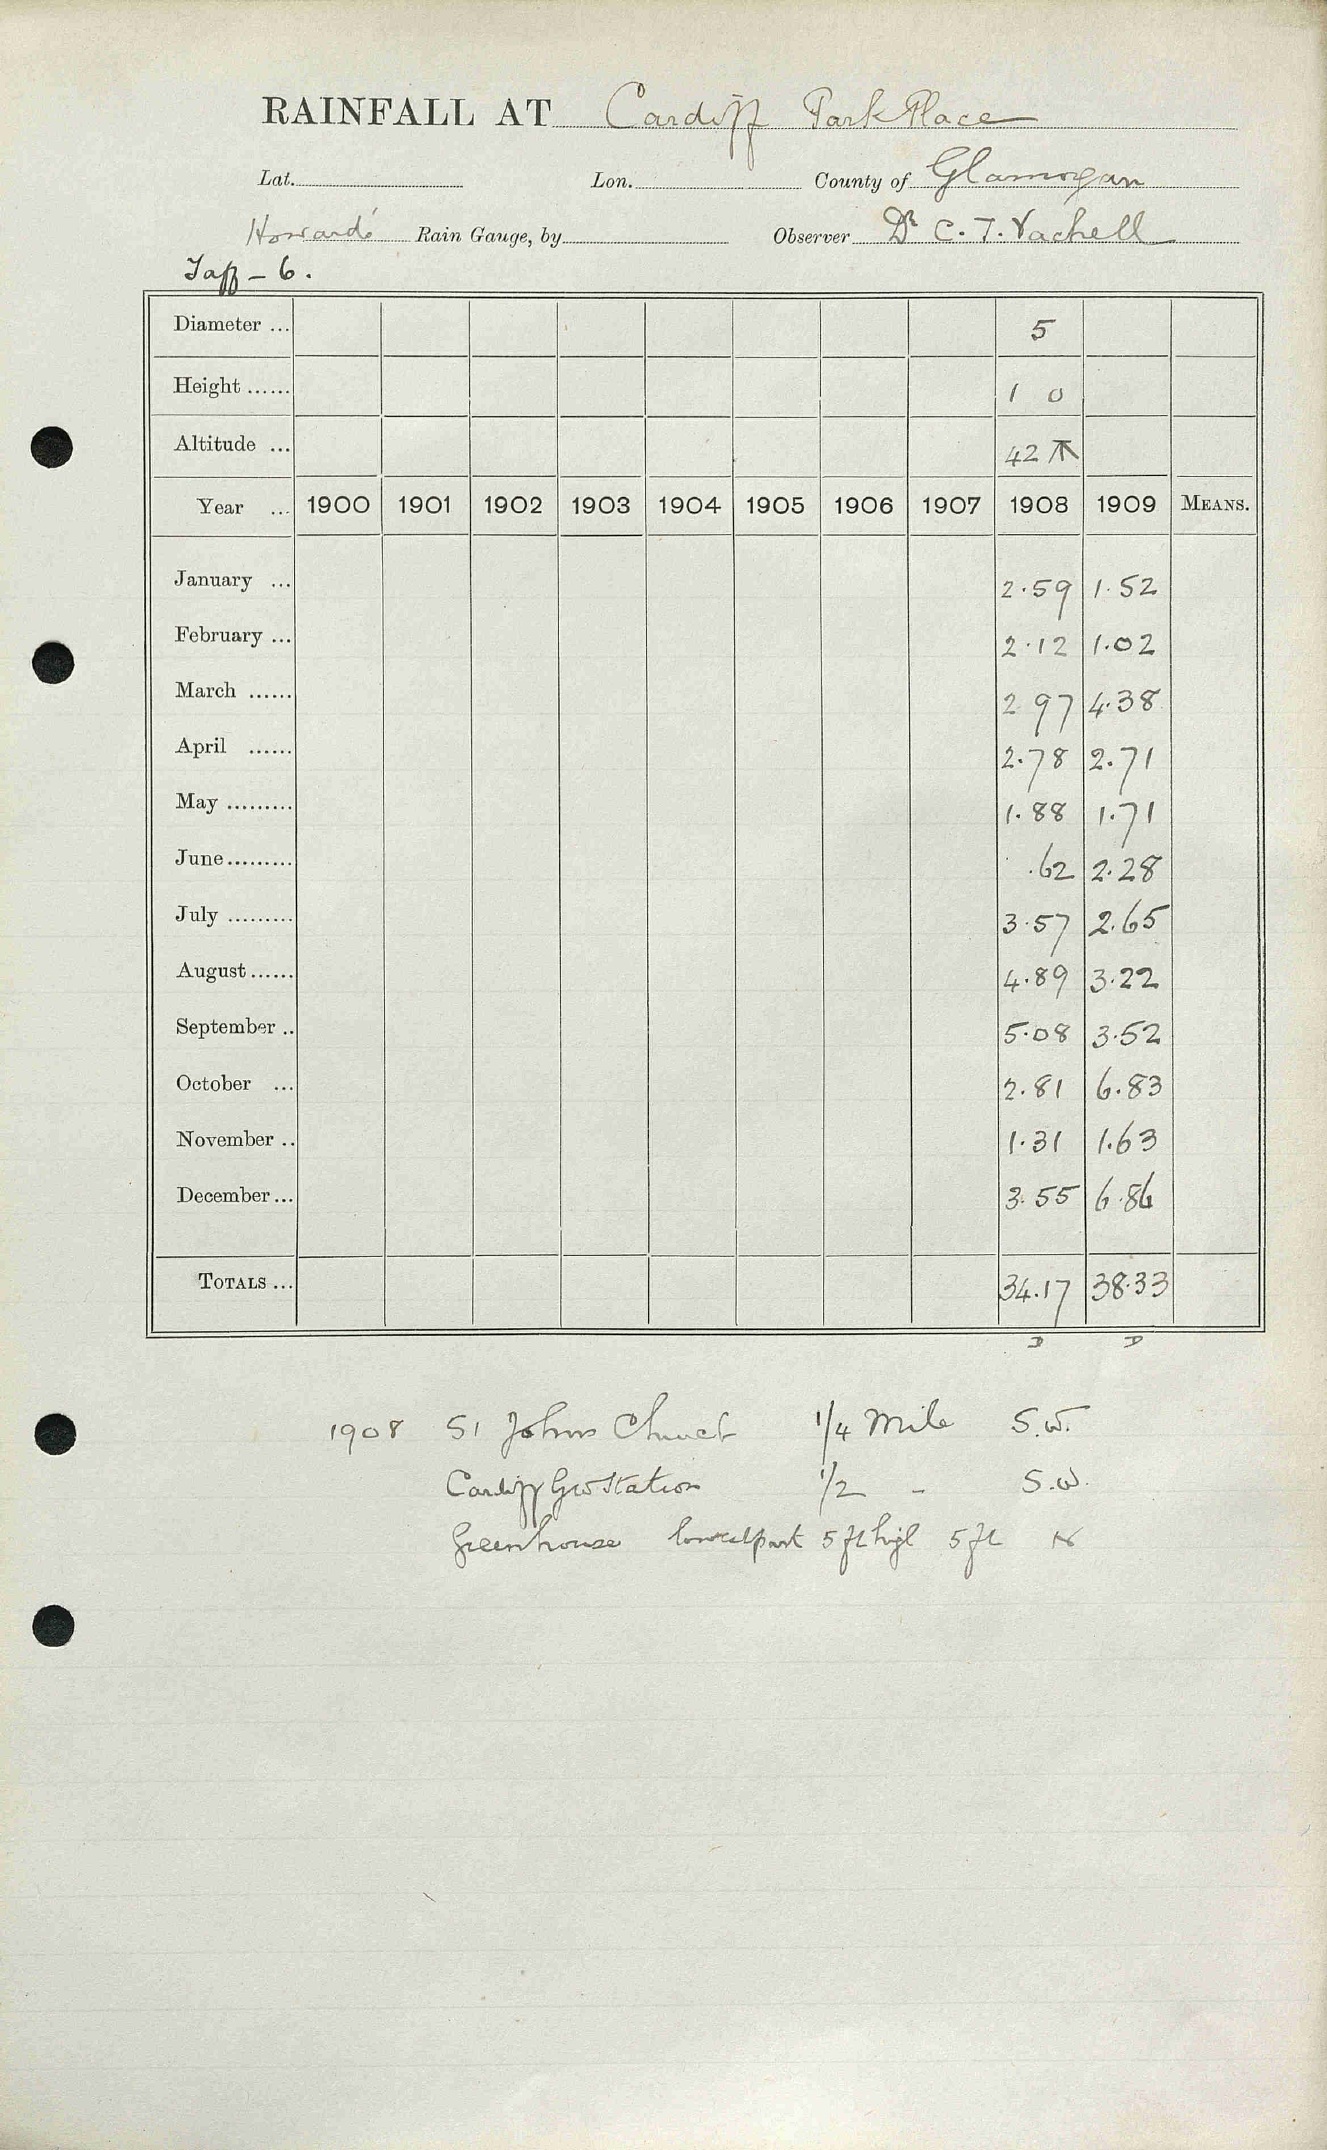 RAINFALL AT Cardiff Park Place
Lat. Lon. County of Glamorgan
Howard's Rain Gauge, by Observer Dr C. T. Vachell
Taff - 6.
Diameter ... 5
Height ...... 1 0
Altitude ... 42
Year ... 1900 1901 1902 1903 1904 1905 1906 1907 1908 1909 MEANS.
January ... 2.59 1.52
February ... 2.12 1.02
March ...... 2.97 4.38
April ...... 2.78 2.71
May ......... 1.88 1.71
June ......... .62 2.28
July ......... 3.57 2.65
August ...... 4.89 3.22
September .. 5.08 3.52
October ... 2.81 6.83
November .. 1.31 1.63
December ... 3.55 6.86
TOTALS ... 34.17 38.33
D D
1908 St Johns Church 1/4 Mile S.W.
Cardiff GW Station 1/2 - S.W.
Greenhouse lowest part 5 ft high 5 ft N